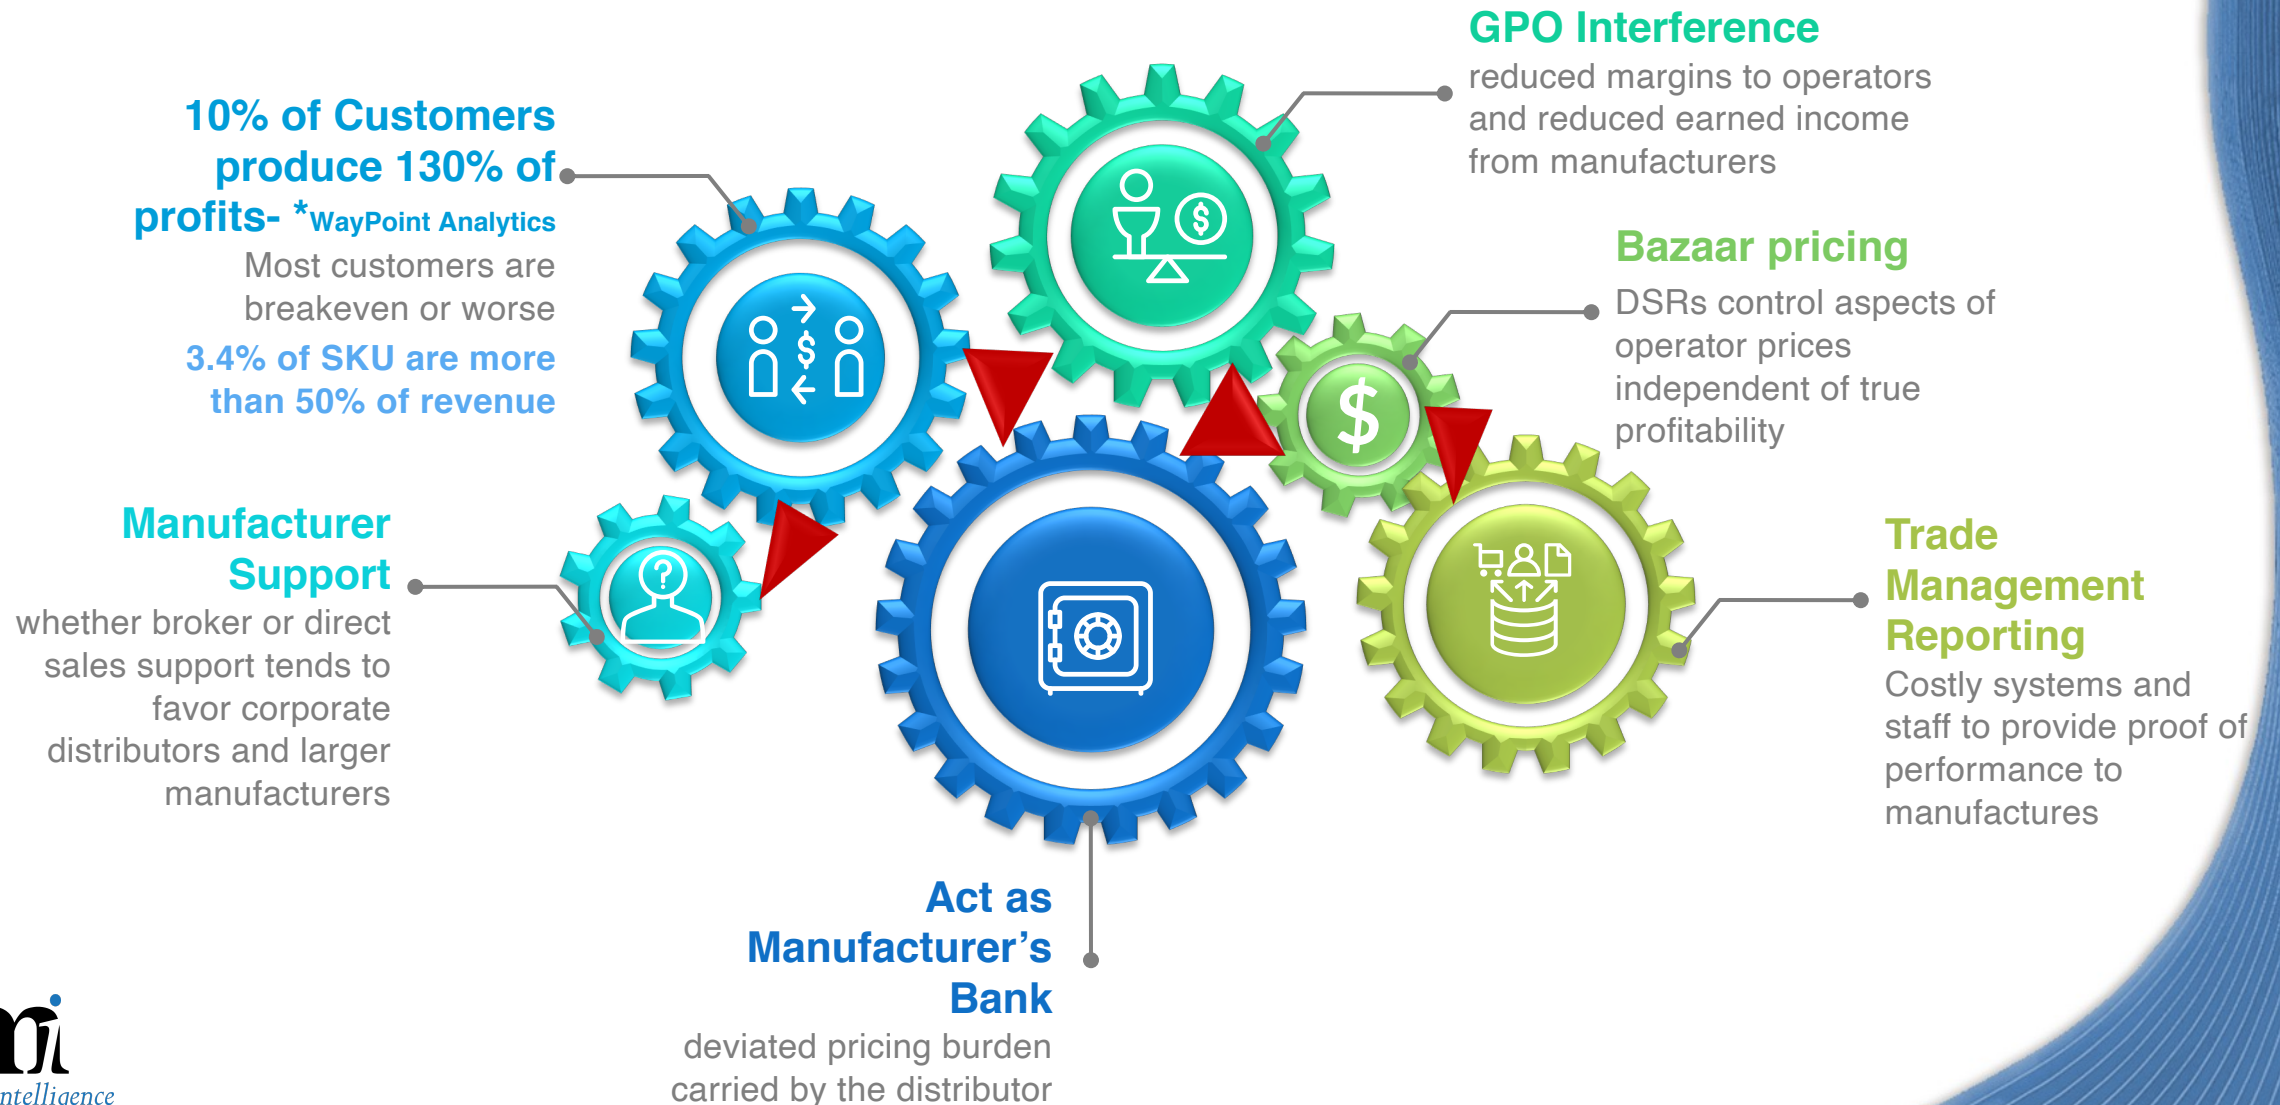 GPO Interference
reduced margins to operators
and reduced earned income
from manufacturers
10% of Customers
produce 130% of
profits- *WayPoint Analytics
Most customers are
breakeven or worse
3.4% of SKU are more
than 50% of revenue
Bazaar pricing
DSRs control aspects of
operator prices
independent of true
profitability
Manufacturer
Support
whether broker or direct
sales support tends to
favor corporate
distributors and larger
manufacturers
Trade
Management
Reporting
Costly systems and
staff to provide proof of
performance to
manufactures
Act as
Manufacturer's
Bank
deviated pricing burden
carried by the distributor
$
$
$
?
mi
ntelligence